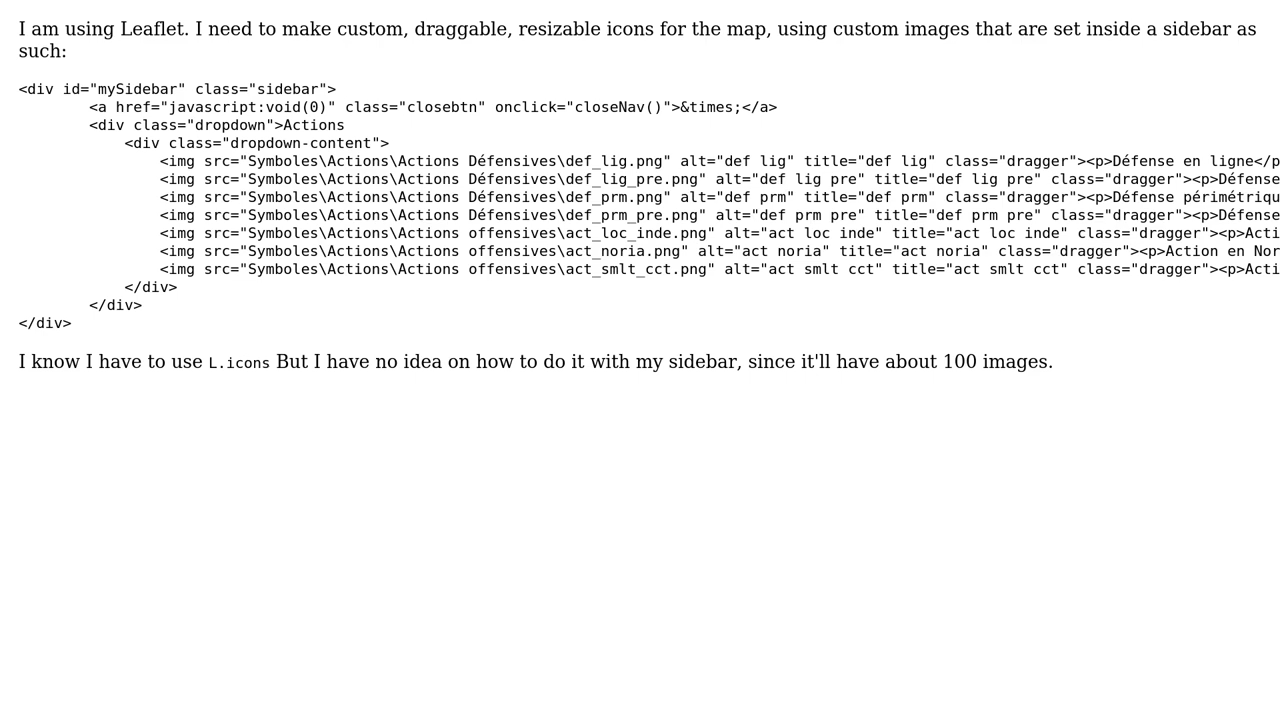 I am using Leaflet. I need to make custom, draggable, resizable icons for the map, using custom images that are set inside a sidebar as
such:
<div id="mySidebar" class="sidebar">
<a href="javascript:void(0)" class="closebtn" onclick="closeNav()">&times;</a>
<div class="dropdown">Actions
<div class="dropdown-content">
<img src="Symboles\Actions\Actions Défensives\def_lig.png" alt="def lig" title="def lig" class="dragger"><p>Défense en ligne</p
<img src="Symboles\Actions\Actions Défensives\def_lig_pre.png" alt="def lig pre" title="def lig pre" class="dragger"><p>Défense
<img src="Symboles\Actions\Actions Défensives\def_prm.png" alt="def prm" title="def prm" class="dragger"><p>Défense périmétriqu
<img src="Symboles\Actions\Actions Défensives\def_prm_pre.png" alt="def prm pre" title="def prm pre" class="dragger"><p>Défense
<img src="Symboles\Actions\Actions offensives\act_loc_inde.png" alt="act loc inde" title="act loc inde" class="dragger"><p>Acti
<img src="Symboles\Actions\Actions offensives\act_noria.png" alt="act noria" title="act noria" class="dragger"><p>Action en Nor
<img src="Symboles\Actions\Actions offensives\act_smlt_cct.png" alt="act smlt cct" title="act smlt cct" class="dragger"><p>Acti
</div>
</div>
</div>
I know I have to use L.icons But I have no idea on how to do it with my sidebar, since it'll have about 100 images.